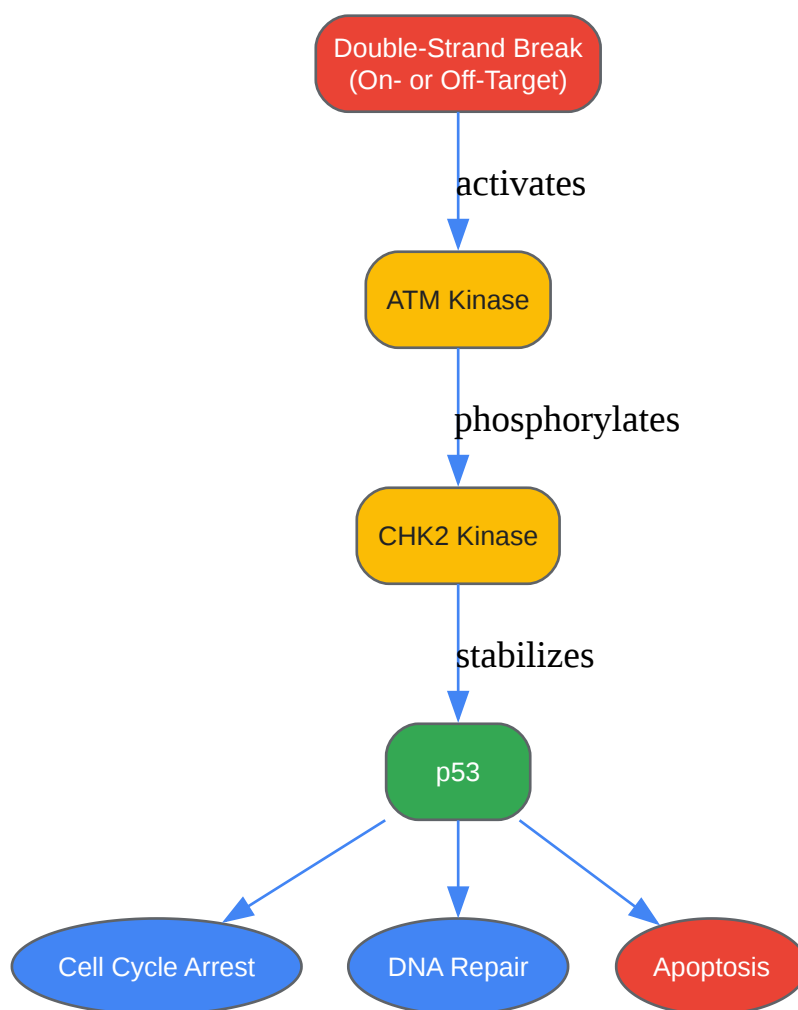 Double-Strand Break
(On- or Off-Target)
activates
ATM Kinase
phosphorylates
CHK2 Kinase
stabilizes
p53
Cell Cycle Arrest
DNA Repair
Apoptosis